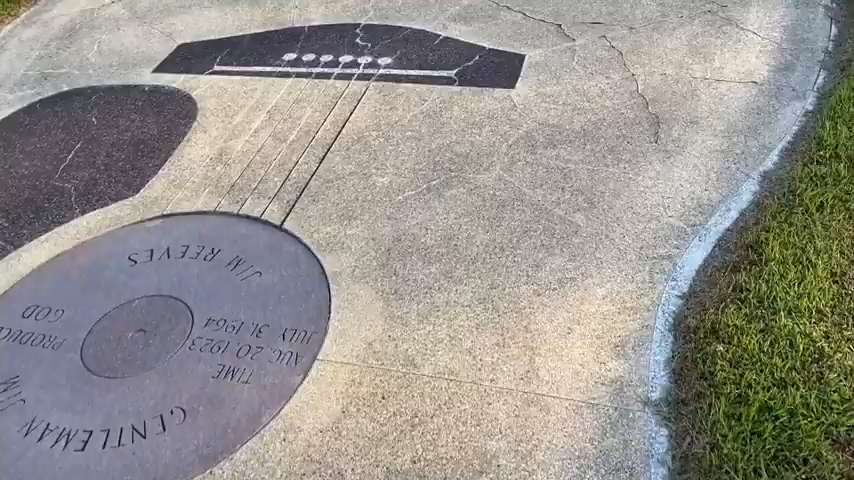 GENTLEMAN
TIME
AUG. 20 1923
JULY 31, 1964
PRODUC
GOD
JIM REEVES